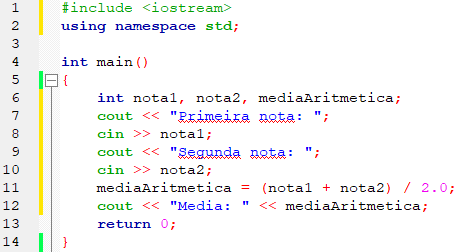 1 #include <iostream>
2 using namespace std;
3
4 int main()
5 {
6 int nota1, nota2, mediaAritmetica;
7 cout << "Primeira nota: ";
8 cin >> nota1;
9 cout << "Segunda nota: ";
10 cin >> nota2;
11 mediaAritmetica = (nota1 + nota2) / 2.0;
12 cout << "Media: " << mediaAritmetica;
13 return 0;
14 }